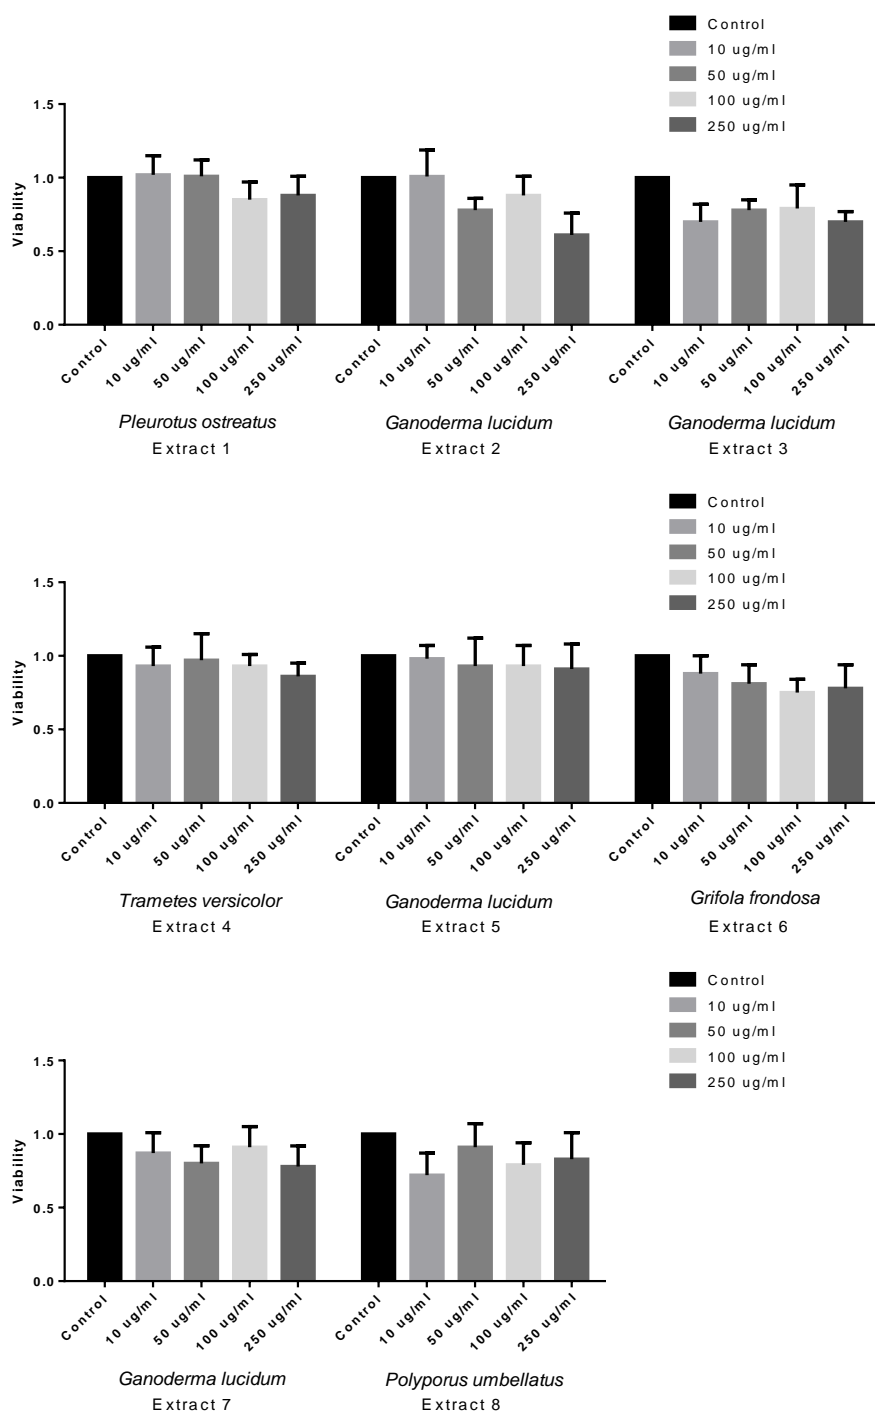 Control
10 ug/ml
50 ug/ml
100 ug/ml
250 ug/ml
Viability
1.5
1.0
0.5
0.0
Control 10 ug/ml 50 ug/ml 100 ug/ml 250 ug/ml Control 10 ug/ml 50 ug/ml 100 ug/ml 250 ug/ml Control 10 ug/ml 50 ug/ml 100 ug/ml 250 ug/ml
Pleurotus ostreatus Ganoderma lucidum Ganoderma lucidum
Extract 1 Extract 2 Extract 3
Control
10 ug/ml
50 ug/ml
100 ug/ml
250 ug/ml
Viability
1.5
1.0
0.5
0.0
Control 10 ug/ml 50 ug/ml 100 ug/ml 250 ug/ml Control 10 ug/ml 50 ug/ml 100 ug/ml 250 ug/ml Control 10 ug/ml 50 ug/ml 100 ug/ml 250 ug/ml
Trametes versicolor Ganoderma lucidum Grifola frondosa
Extract 4 Extract 5 Extract 6
Control
10 ug/ml
50 ug/ml
100 ug/ml
250 ug/ml
Viability
1.5
1.0
0.5
0.0
Control 10 ug/ml 50 ug/ml 100 ug/ml 250 ug/ml Control 10 ug/ml 50 ug/ml 100 ug/ml 250 ug/ml
Ganoderma lucidum Polyporus umbellatus
Extract 7 Extract 8